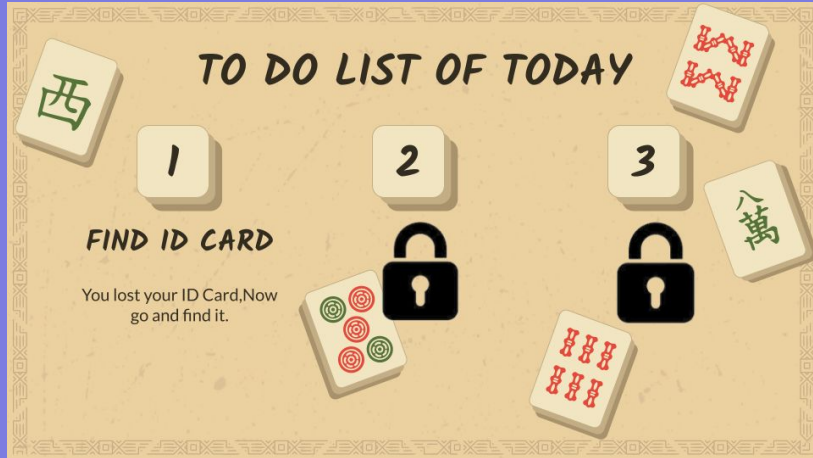 TO DO LIST OF TODAY
西
1
2
3
八
萬
FIND ID CARD
You lost your ID Card,Now
go and find it.